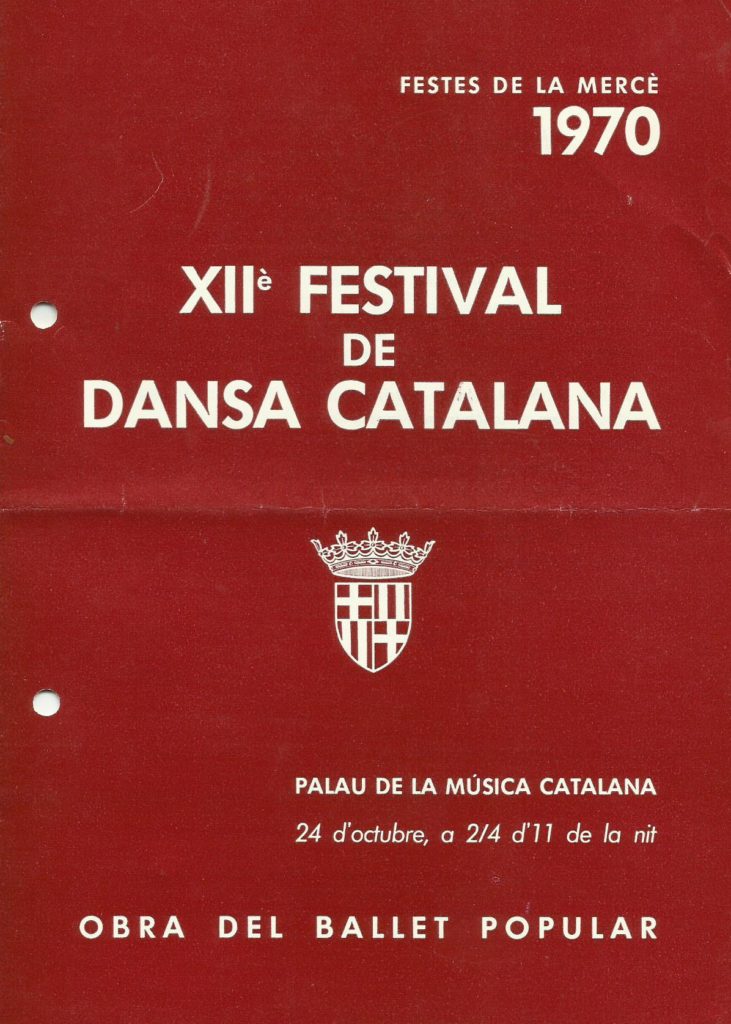 FESTES DE LA MERCÈ
1970
XIIè FESTIVAL
DE
DANSA CATALANA
PALAU DE LA MÚSICA CATALANA
24 d'octubre, a 2/4 d'11 de la nit
OBRA DEL BALLET POPULAR